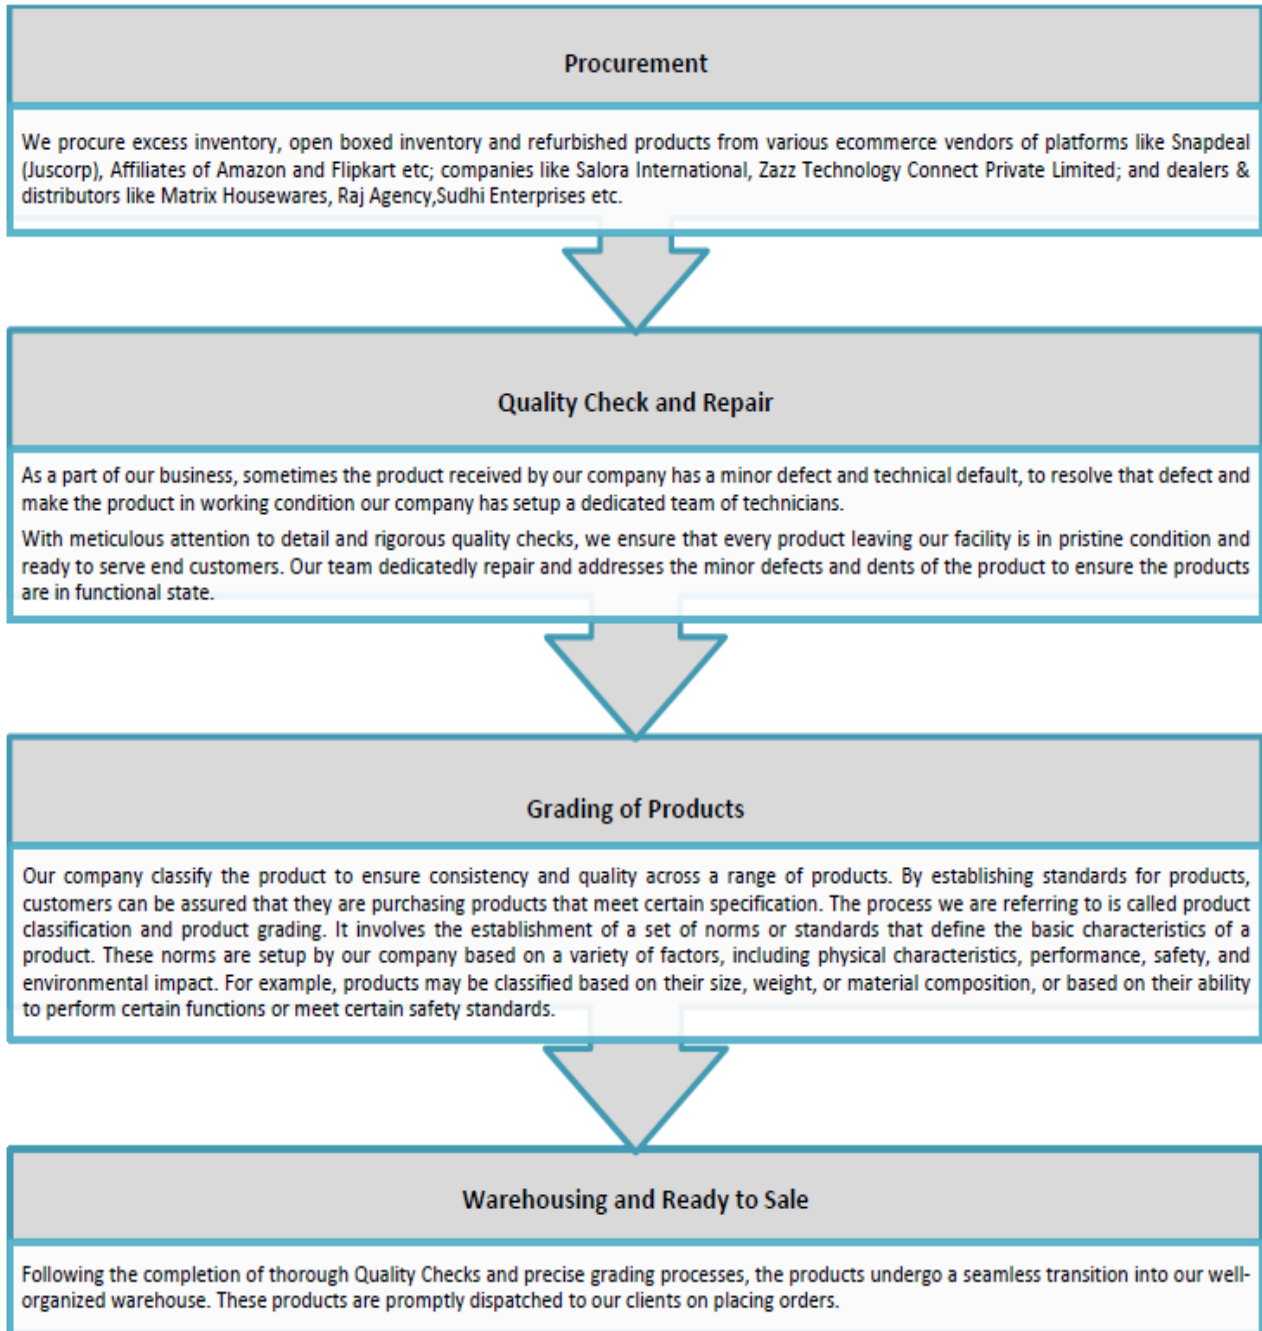 Procurement
We procure excess inventory, open boxed inventory and refurbished products from various ecommerce vendors of platforms like Snapdeal
(Juscorp), Affiliates of Amazon and Flipkart etc; companies like Salora International, Zazz Technology Connect Private Limited; and dealers &
distributors like Matrix Housewares, Raj Agency,Sudhi Enterprises etc.
Quality Check and Repair
As a part of our business, sometimes the product received by our company has a minor defect and technical default, to resolve that defect and
make the product in working condition our company has setup a dedicated team of technicians.
With meticulous attention to detail and rigorous quality checks, we ensure that every product leaving our facility is in pristine condition and
ready to serve end customers. Our team dedicatedly repair and addresses the minor defects and dents of the product to ensure the products
are in functional state.
Grading of Products
Our company classify the product to ensure consistency and quality across a range of products. By establishing standards for products,
customers can be assured that they are purchasing products that meet certain specification. The process we are referring to is called product
classification and product grading. It involves the establishment of a set of norms or standards that define the basic characteristics of a
product. These norms are setup by our company based on a variety of factors, including physical characteristics, performance, safety, and
environmental impact. For example, products may be classified based on their size, weight, or material composition, or based on their ability
to perform certain functions or meet certain safety standards.
Warehousing and Ready to Sale
Following the completion of thorough Quality Checks and precise grading processes, the products undergo a seamless transition into our well-
organized warehouse. These products are promptly dispatched to our clients on placing orders.